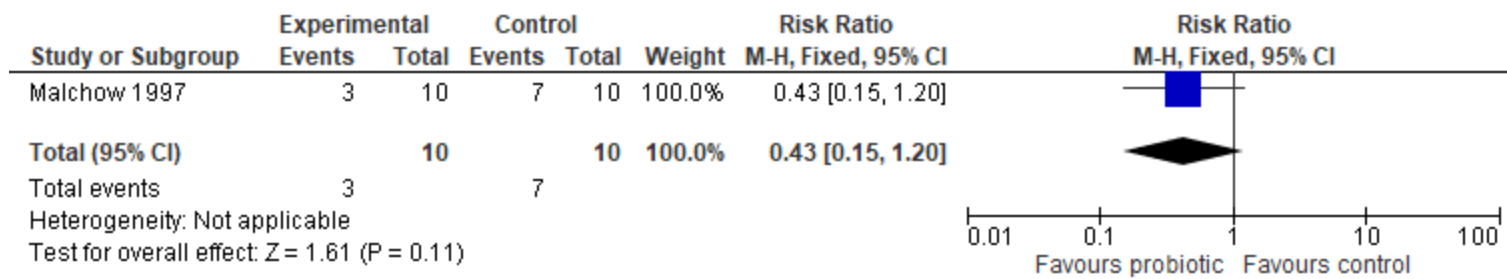 Experimental Control Risk Ratio Risk Ratio
Study or Subgroup Events Total Events Total Weight M-H, Fixed, 95% CI M-H, Fixed, 95% CI
Malchow 1997 3 10 7 10 100.0% 0.43 [0.15, 1.20]
Total (95% CI) 10 10 100.0% 0.43 [0.15, 1.20]
Total events 3 7
Heterogeneity: Not applicable
Test for overall effect: Z = 1.61 (P = 0.11)
0.01 0.1 1 10 100
Favours probiotic Favours control